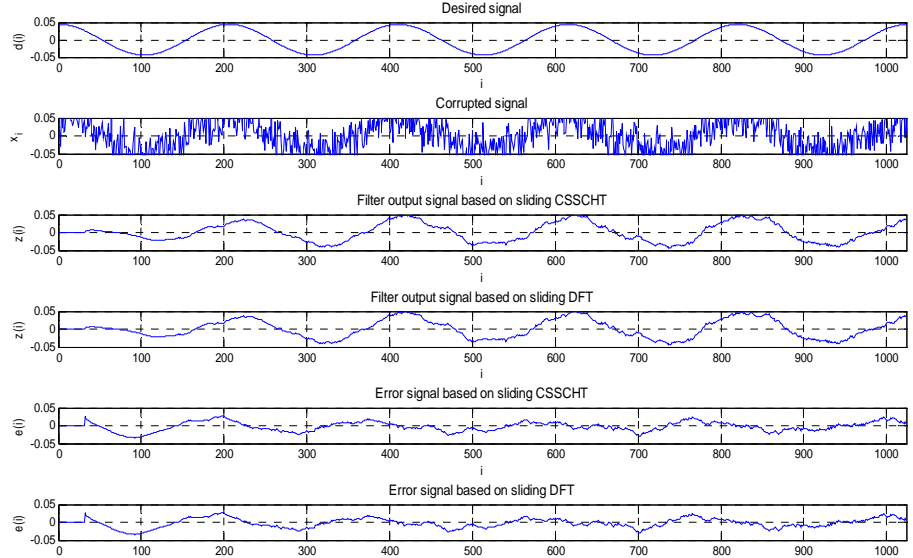 Desired signal
0.05
0
-0.05
d(i)
0 100 200 300 400 500 600 700 800 900 1000
i
Corrupted signal
0.05
0
-0.05
x i
0 100 200 300 400 500 600 700 800 900 1000
i
Filter output signal based on sliding CSSCHT
0.05
0
-0.05
z(i)
0 100 200 300 400 500 600 700 800 900 1000
i
Filter output signal based on sliding DFT
0.05
0
-0.05
z(i)
0 100 200 300 400 500 600 700 800 900 1000
i
Error signal based on sliding CSSCHT
0.05
0
-0.05
e(i)
0 100 200 300 400 500 600 700 800 900 1000
i
Error signal based on sliding DFT
0.05
0
-0.05
e(i)
0 100 200 300 400 500 600 700 800 900 1000